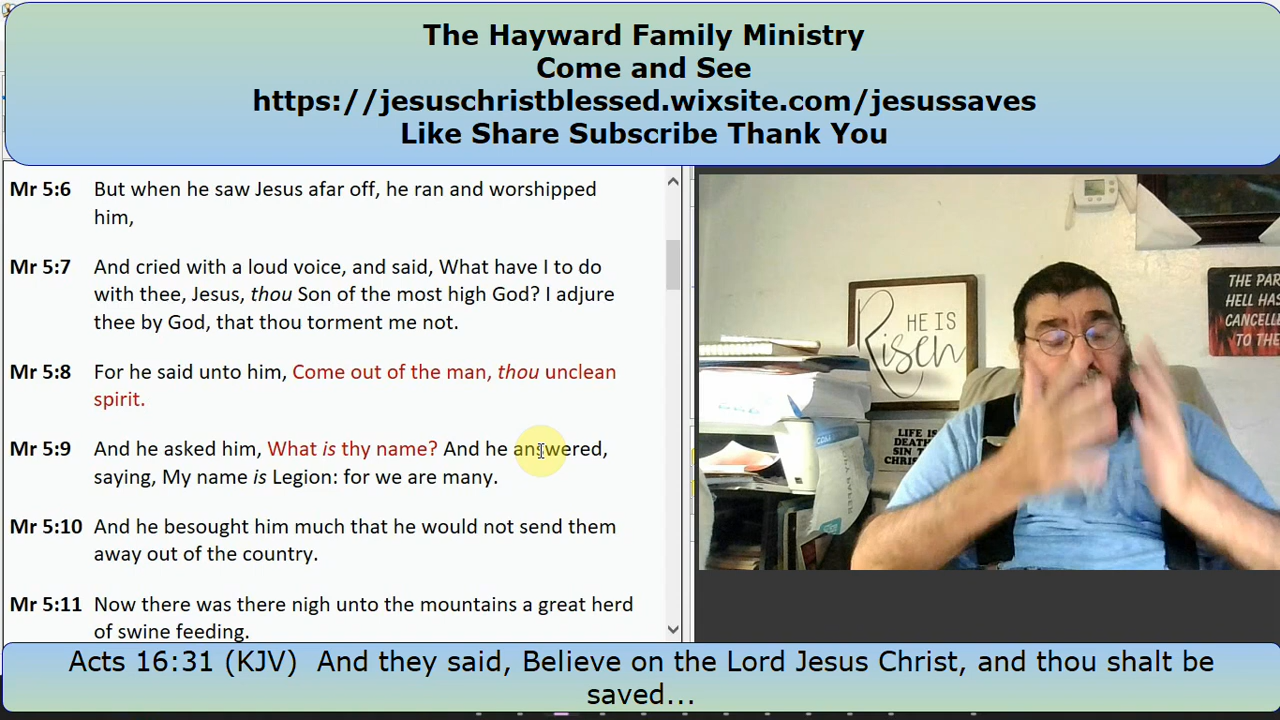 The Hayward Family Ministry
Come and See
https://jesuschristblessed.wixsite.com/jesussaves
Like Share Subscribe Thank You
Mr 5:6 But when he saw Jesus afar off, he ran and worshipped
him,
Mr 5:7 And cried with a loud voice, and said, What have I to do
with thee, Jesus, thou Son of the most high God? I adjure
thee by God, that thou torment me not.
Mr 5:8 For he said unto him, Come out of the man, thou unclean
spirit.
Mr 5:9 And he asked him, What is thy name? And he answered,
saying, My name is Legion: for we are many.
Mr 5:10 And he besought him much that he would not send them
away out of the country.
Mr 5:11 Now there was there nigh unto the mountains a great herd
of swine feeding.
HE IS
Risen
THE
HELL
TO THE
LIFE
IS
DEATH
SIN
Acts 16:31 (KJV) And they said, Believe on the Lord Jesus Christ, and thou shalt be
saved...